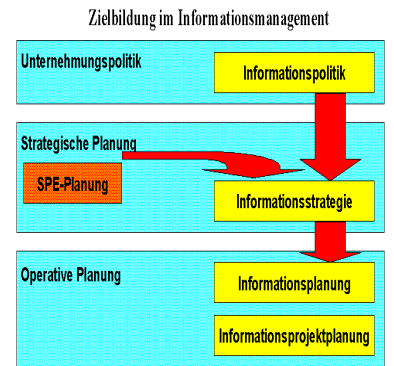 Zielbildung im Informationsmanagement
Unternehmungspolitik
Informationspolitik
Strategische Planung
SPE-Planung
Informationsstrategie
Operative Planung
Informationsplanung
Informationsprojektplanung